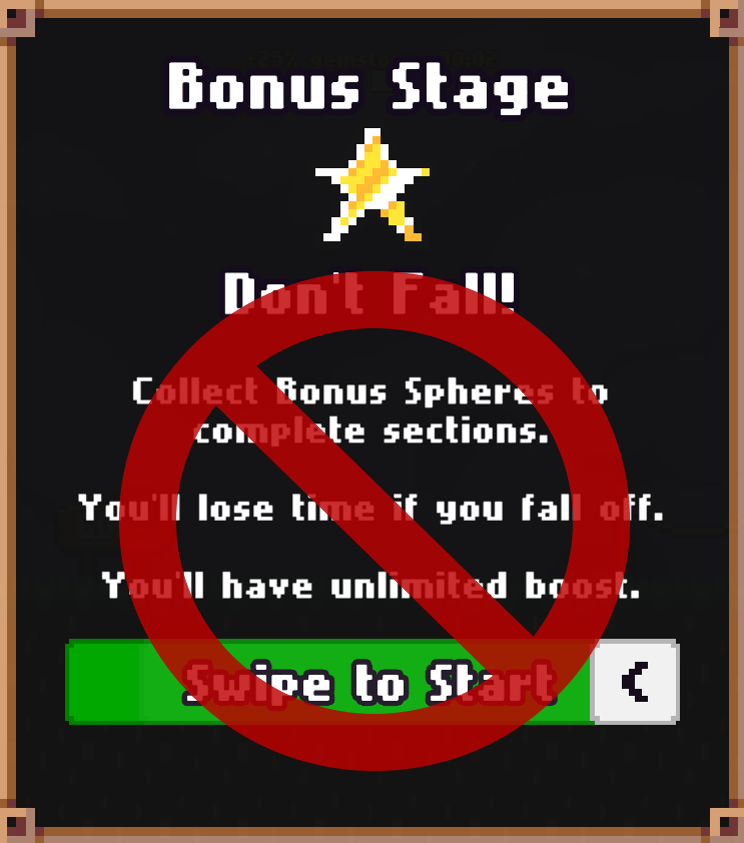 Bonus Stage
Don't Fall!
Collect Bonus Spheres to
complete sections.
You'll lose time if you fall off.
You'll have unlimited boost.
Swipe to Start